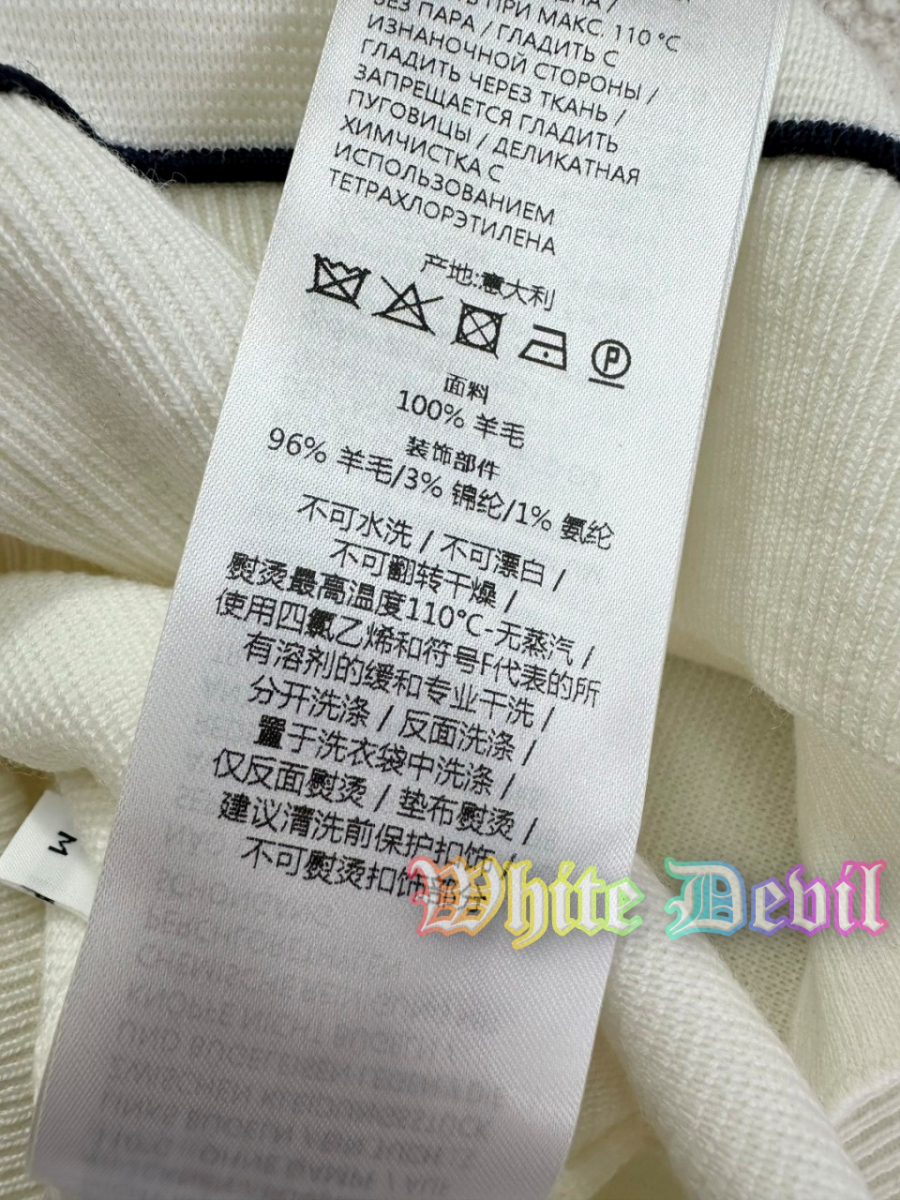 ПРИ МАКС. 110 °C
БЕЗ ПАРА / ГЛАДИТЬ С
ИЗНАНОЧНОЙ СТОРОНЫ /
ГЛАДИТЬ ЧЕРЕЗ ТКАНЬ /
ЗАПРЕЩАЕТСЯ ГЛАДИТЬ
ПУГОВИЦЫ / ДЕЛИКАТНАЯ
ХИМЧИСТКА С
ИСПОЛЬЗОВАНИЕМ
ТЕТРАХЛОРЭТИЛЕНА
产地:意大利
P
面料
100% 羊毛
装饰部件
96% 羊毛/3% 锦纶/1% 氨纶
不可水洗 / 不可漂白 /
不可翻转干燥 /
熨烫最高温度110°C-无蒸汽 /
使用四氯乙烯和符号F代表的所
有溶剂的缓和专业干洗 /
分开洗涤 / 反面洗涤 /
置于洗衣袋中洗涤 /
仅反面熨烫 / 垫布熨烫 /
建议清洗前保护扣饰 /
不可熨烫扣饰部位
M
White Devil